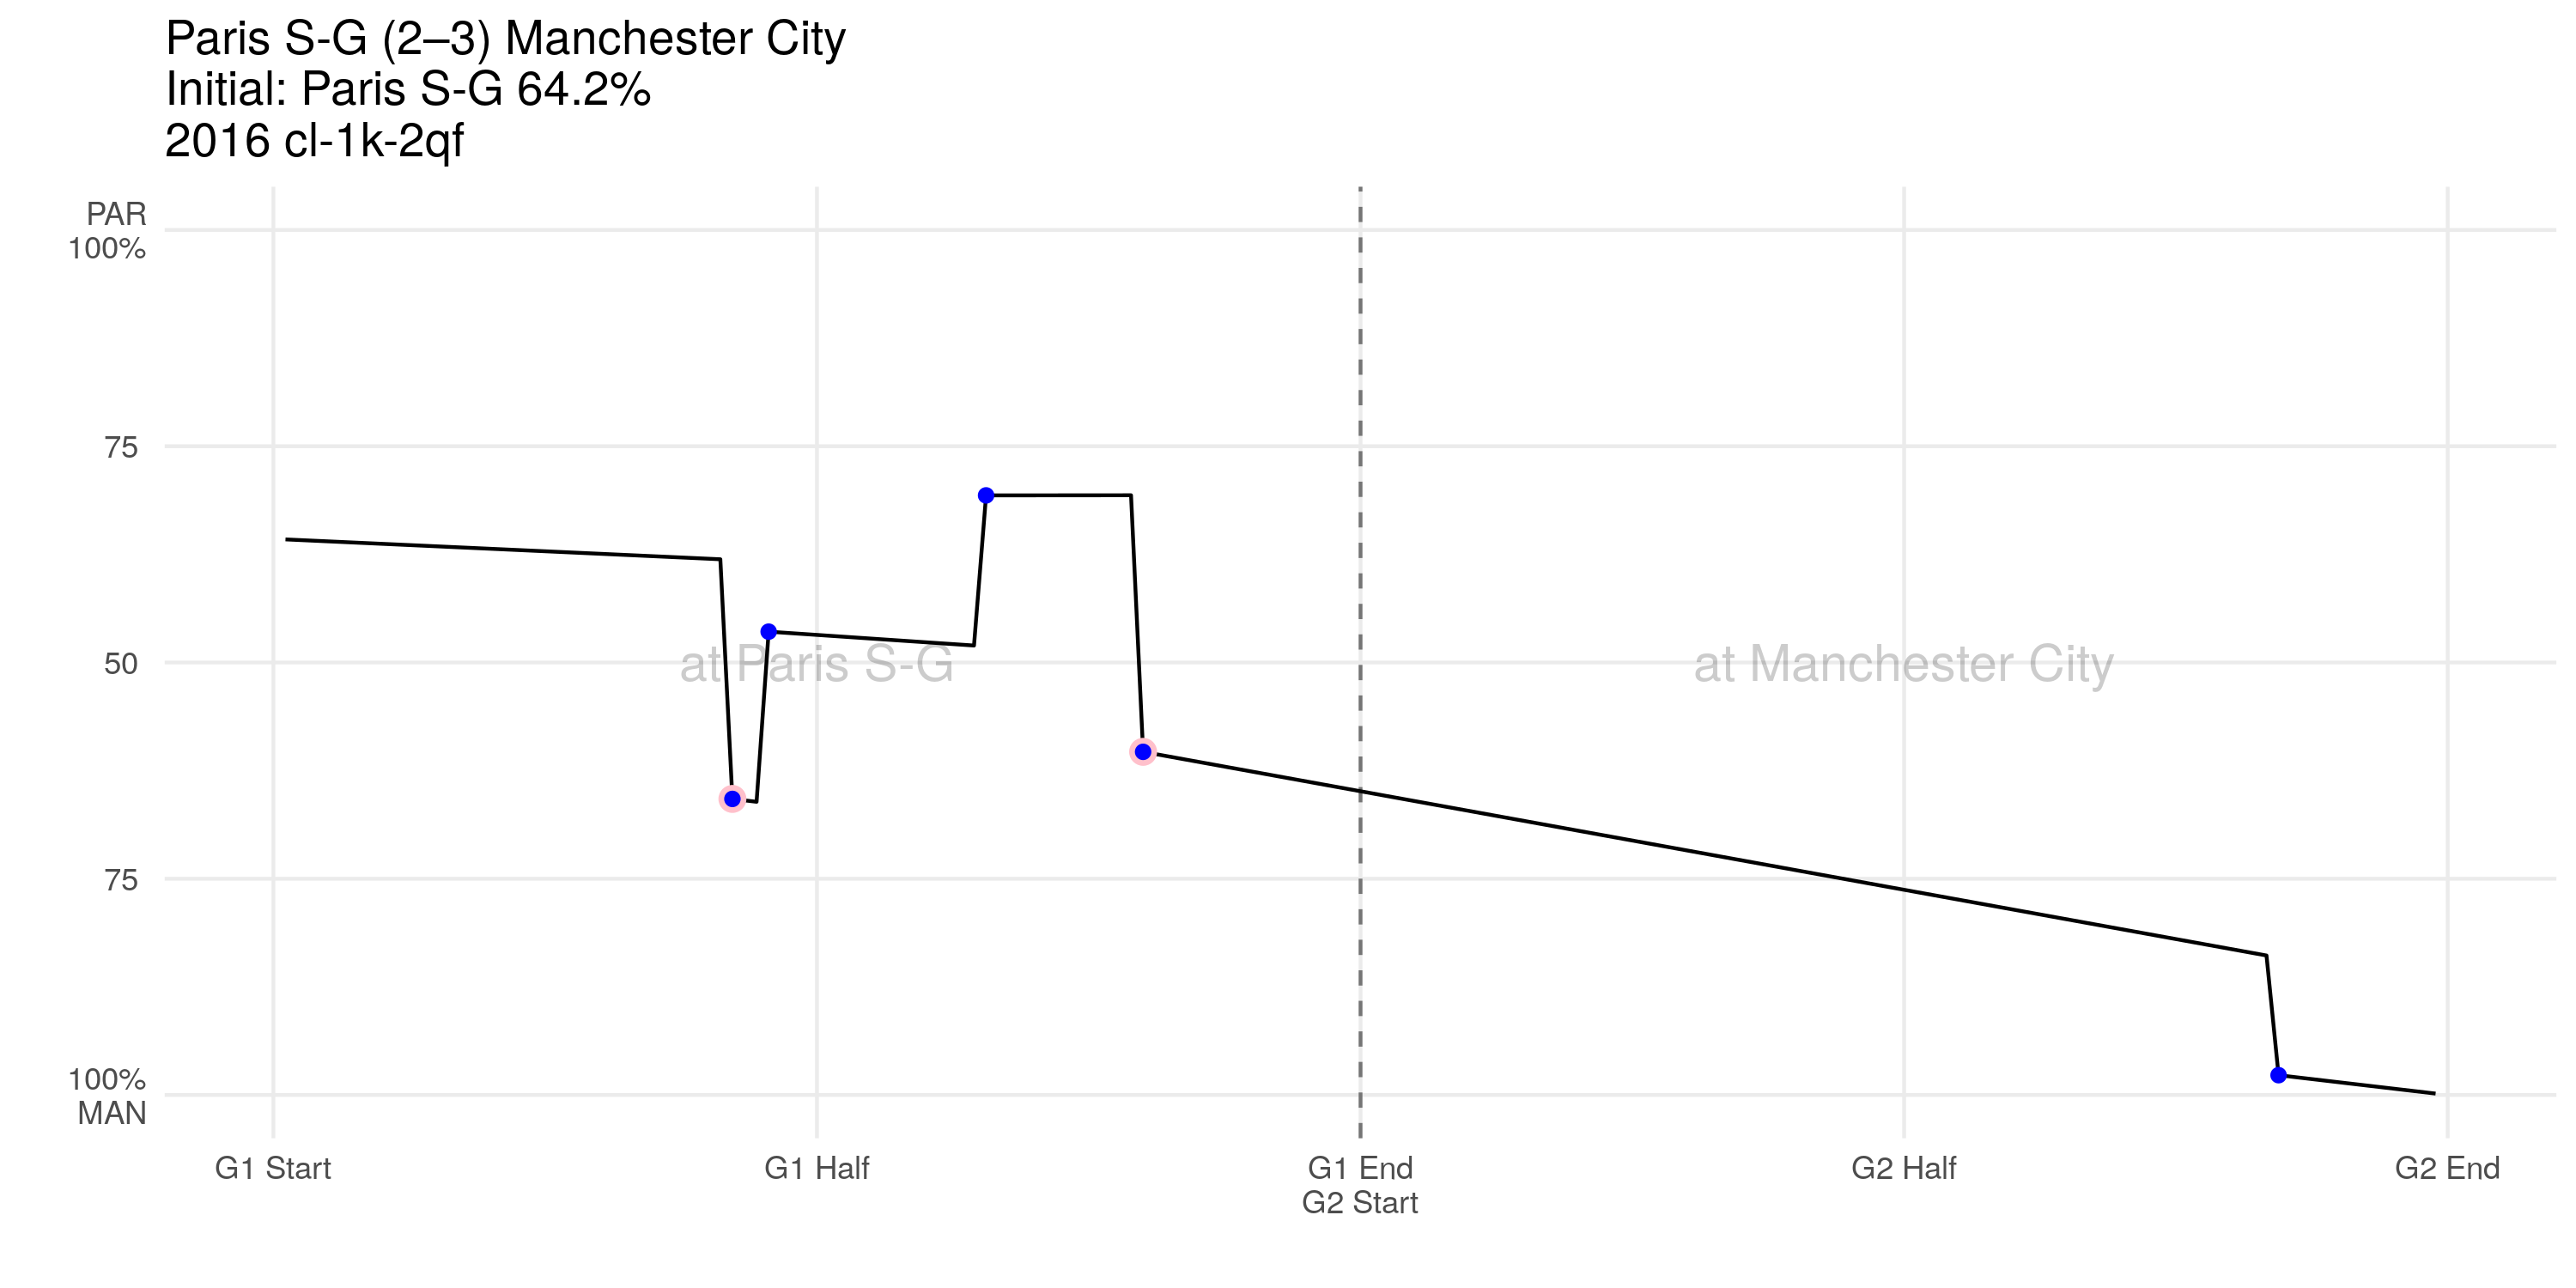 Paris S-G (2–3) Manchester City
Initial: Paris S-G 64.2%
2016 cl-1k-2qf
PAR
100%
75
50
75
100%
MAN
at Paris S-G
at Manchester City
G1 Start
G1 Half
G1 End
G2 Start
G2 Half
G2 End